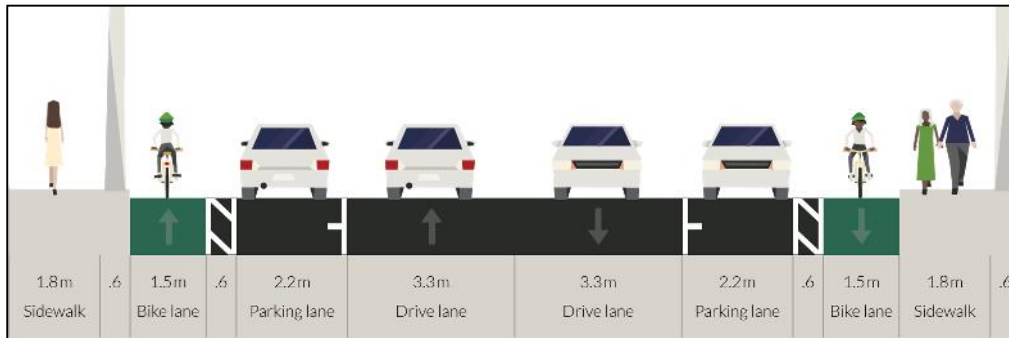 1.8m .6 1.5m .6 2.2m 3.3m 3.3m 2.2m .6 1.5m 1.8m .6
Sidewalk Bike lane Parking lane Drive lane Drive lane Parking lane Bike lane Sidewalk